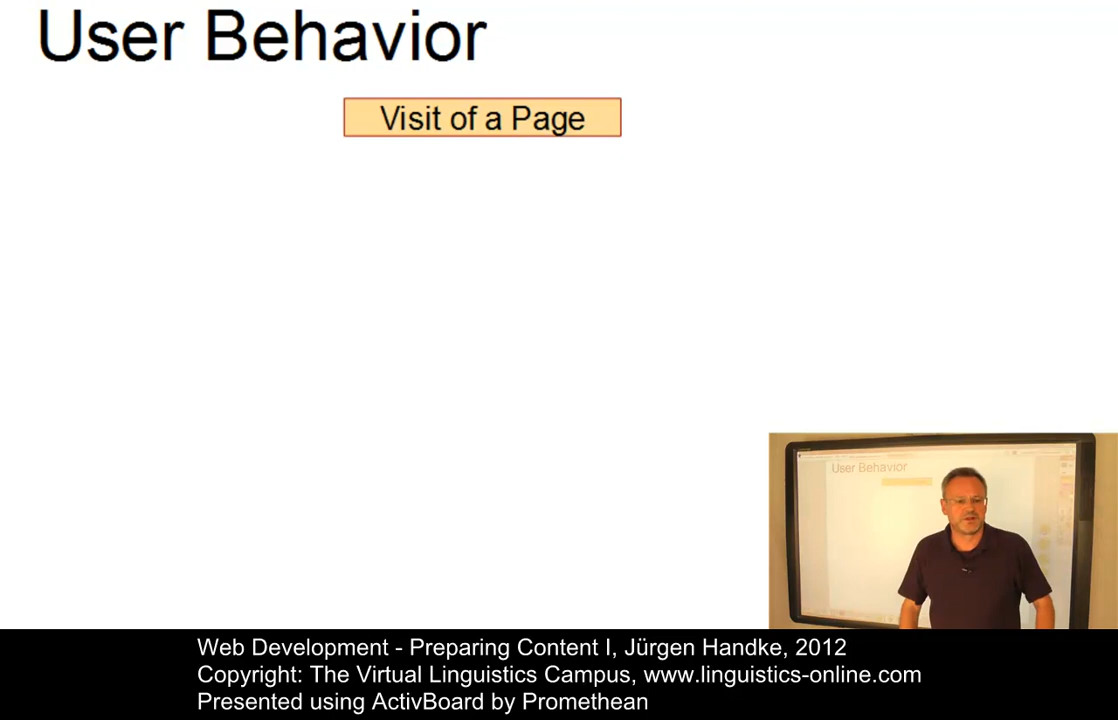 User Behavior
Visit of a Page
User Behavior
Web Development - Preparing Content I, Jürgen Handke, 2012
Copyright: The Virtual Linguistics Campus, www.linguistics-online.com
Presented using ActivBoard by Promethean